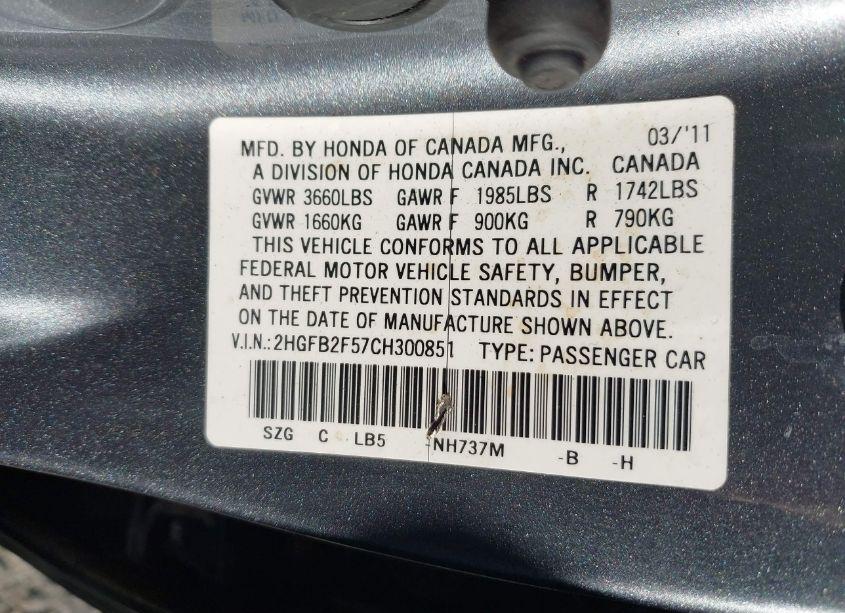 MFD. BY HONDA OF CANADA MFG., 03/'11
A DIVISION OF HONDA CANADA INC. CANADA
GVWR 3660LBS GAWR F 1985LBS R 1742LBS
GVWR 1660KG GAWR F 900KG R 790KG
THIS VEHICLE CONFORMS TO ALL APPLICABLE
FEDERAL MOTOR VEHICLE SAFETY, BUMPER,
AND THEFT PREVENTION STANDARDS IN EFFECT
ON THE DATE OF MANUFACTURE SHOWN ABOVE.
V.I.N.:2HGFB2F57CH300851 TYPE: PASSENGER CAR
SZG C LB5 -NH737M -B -H